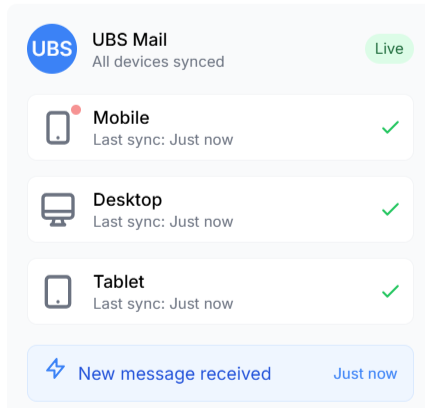 UBS
UBS Mail
All devices synced
Live
Mobile
Last sync: Just now
Desktop
Last sync: Just now
Tablet
Last sync: Just now
New message received
Just now